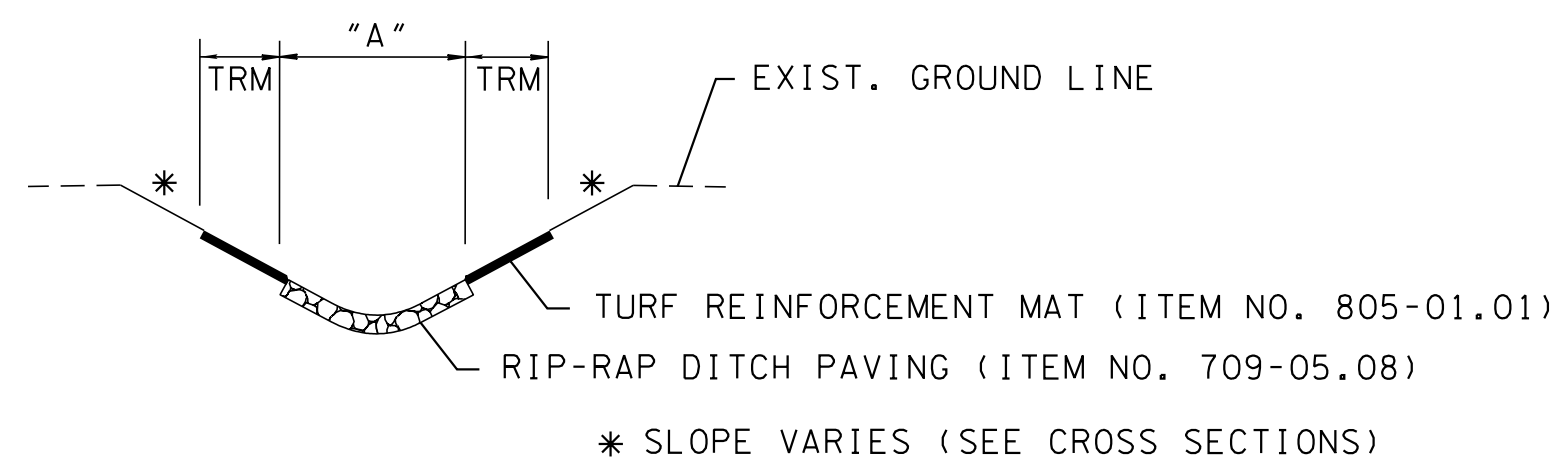 "A"
TRM TRM
EXIST. GROUND LINE
*
*
TURF REINFORCEMENT MAT (ITEM NO. 805-01.01)
RIP-RAP DITCH PAVING (ITEM NO. 709-05.08)
* SLOPE VARIES (SEE CROSS SECTIONS)